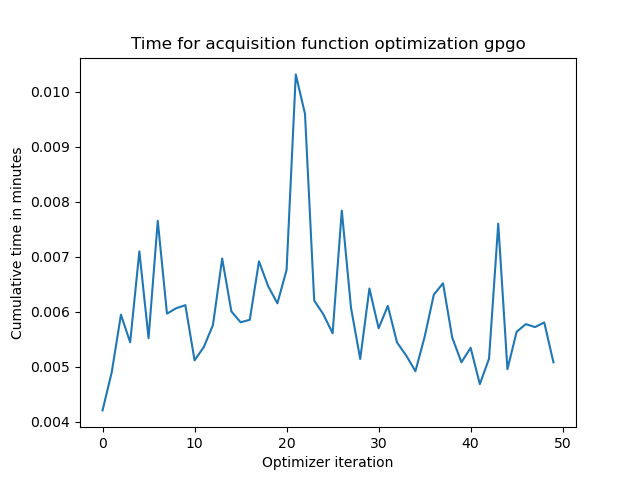 Time for acquisition function optimization gpgo
0.010
0.009
0.008
0.007
0.006
0.005
0.004
Cumulative time in minutes
0 10 20 30 40 50
Optimizer iteration